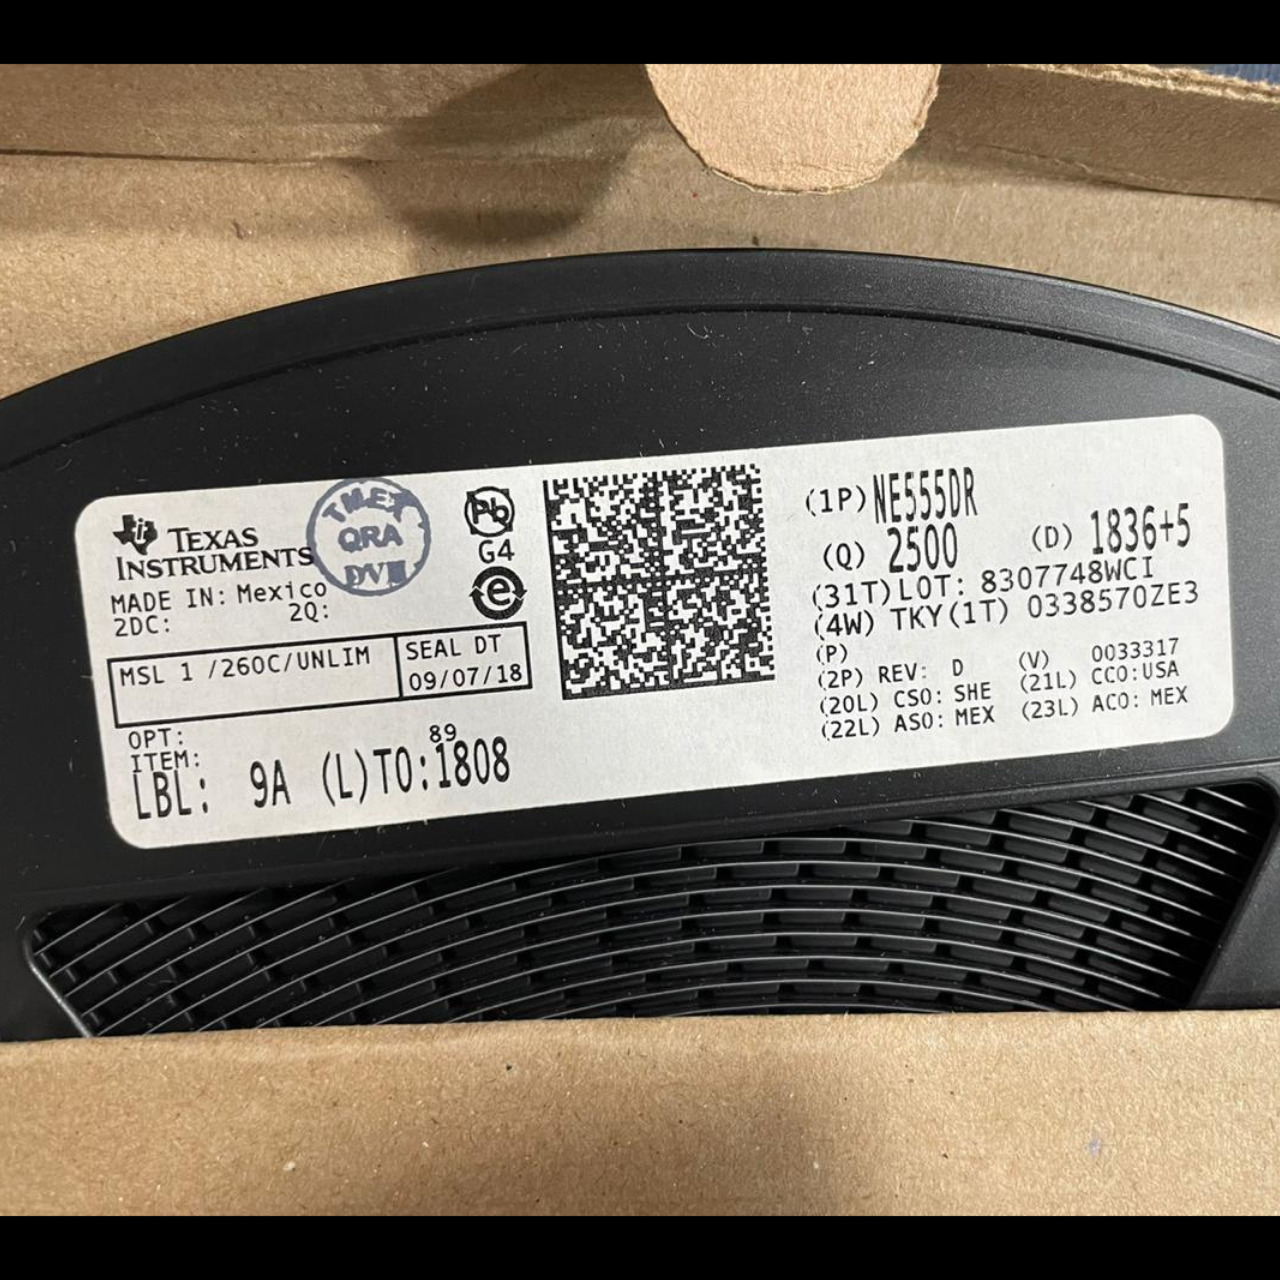 TEXAS
INSTRUMENTS
MADE IN: Mexico
2DC: 2Q:
TMEX
QRA
Pb
G4
e
MSL 1 /260C/UNLIM
SEAL DT
09/07/18
OPT:
ITEM: 89
LBL: 9A (L)TO:1808
(1P) NE555DR
(Q) 2500 (D) 1836+5
(31T)LOT: 8307748WCI
(4W) TKY(1T) 0338570ZE3
(P)
(2P) REV: D (V) 0033317
(20L) CSO: SHE (21L) CCO:USA
(22L) ASO: MEX (23L) ACO: MEX